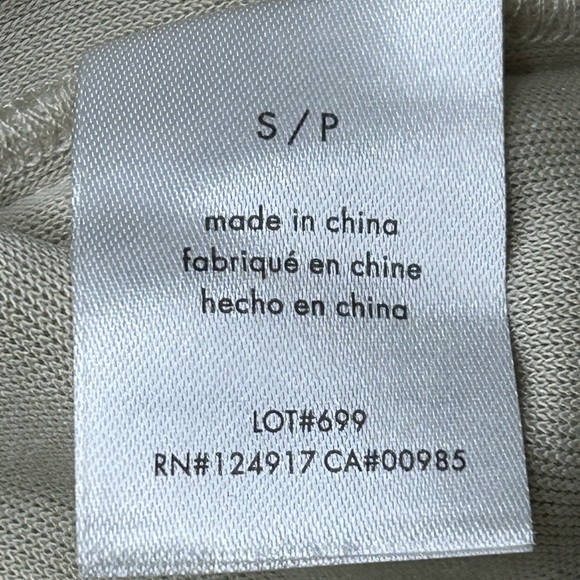 S / P
made in china
fabriqué en chine
hecho en china
LOT#699
RN#124917 CA#00985